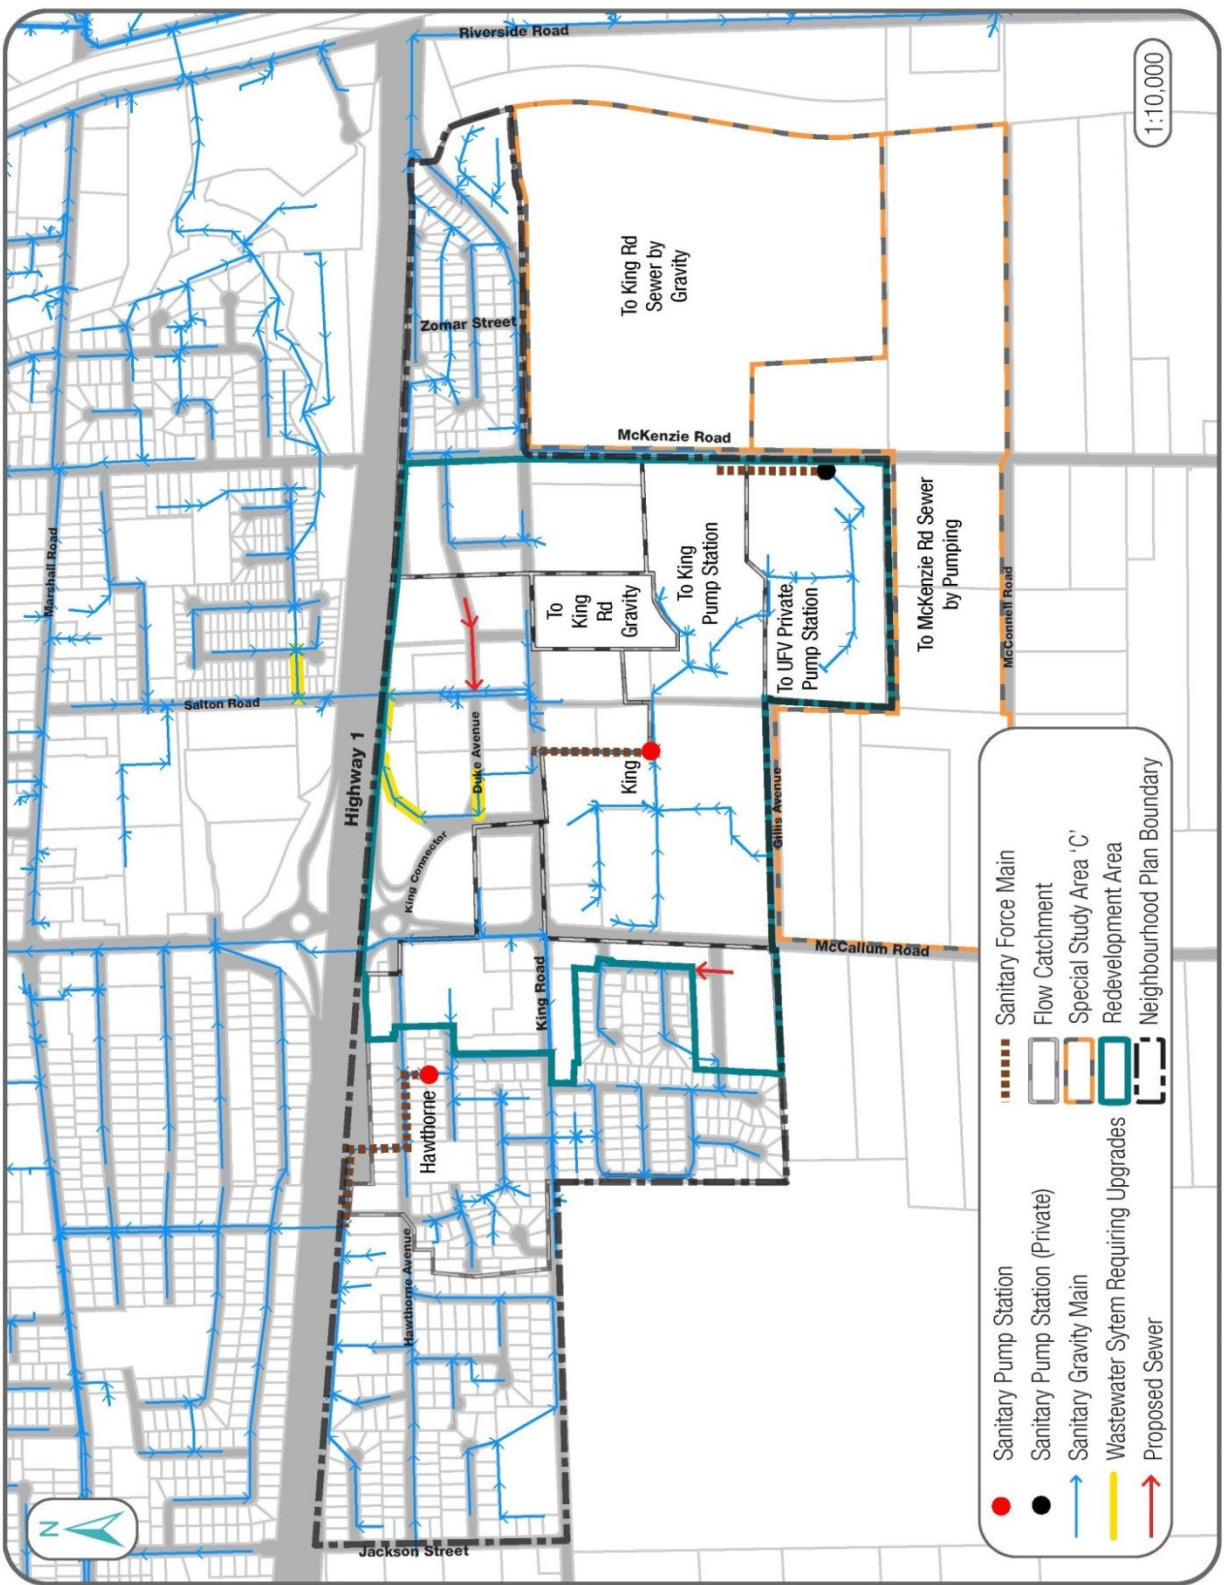 Riverside Road
1:10,000
Zomar Street
To King Rd
Sewer by
Gravity
McKenzie Road
Marshall Road
To King
Pump Station
To
King
Rd
Gravity
To UFV Private
Pump Station
To McKenzie Rd Sewer
by Pumping
McConnell Road
Salton Road
Highway 1
Duke Avenue
King
Gillis Avenue
King Connector
McCallum Road
King Road
Hawthorne
Hawthorne Avenue
Jackson Street
N
Sanitary Pump Station
Sanitary Pump Station (Private)
Sanitary Gravity Main
Wastewater Sytem Requiring Upgrades
Proposed Sewer
Sanitary Force Main
Flow Catchment
Special Study Area ‘C’
Redevelopment Area
Neighbourhood Plan Boundary